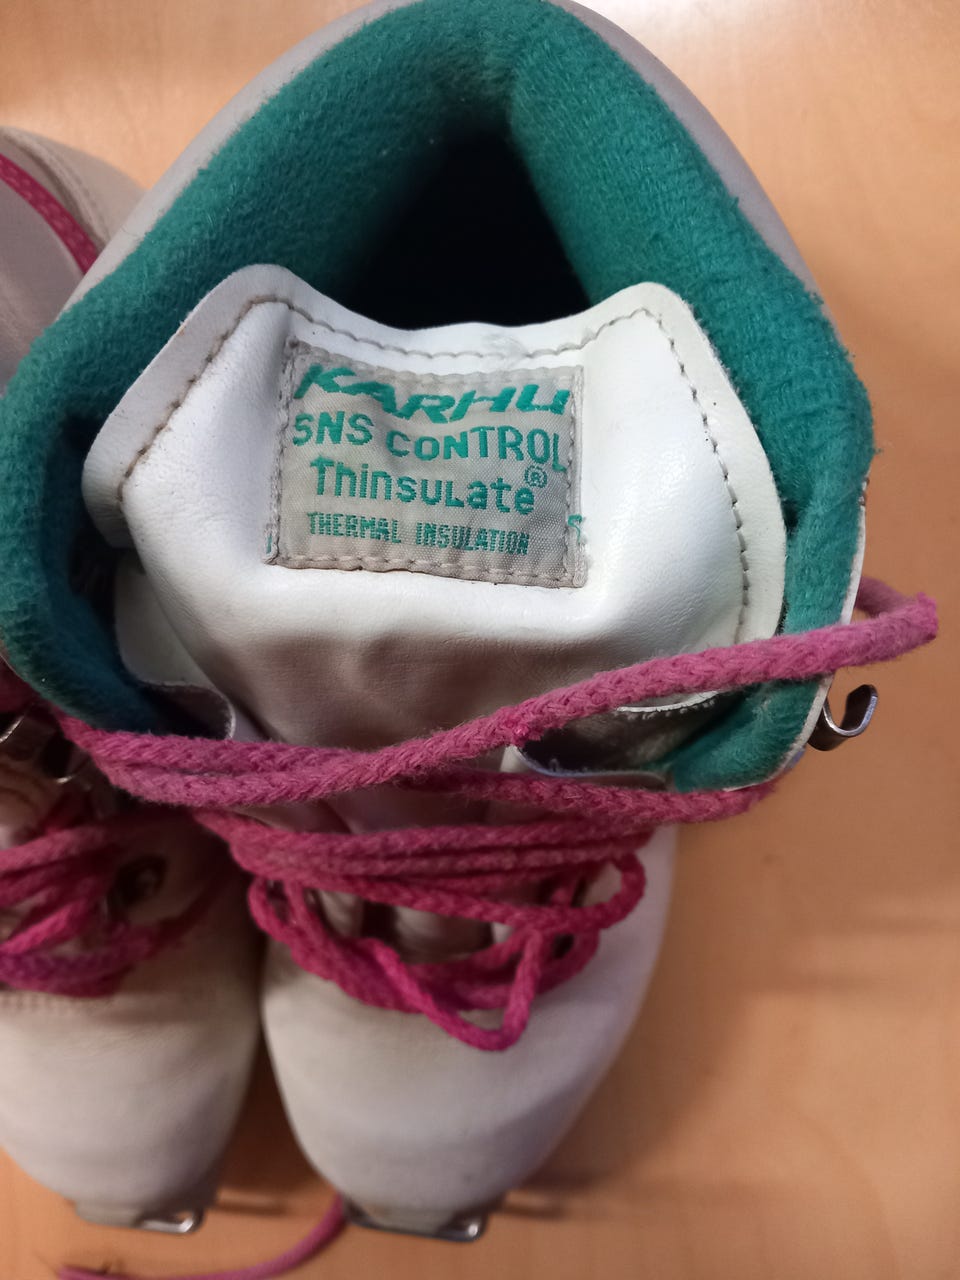 KARHU
SNS CONTROL
Thinsulate®
THERMAL INSULATION